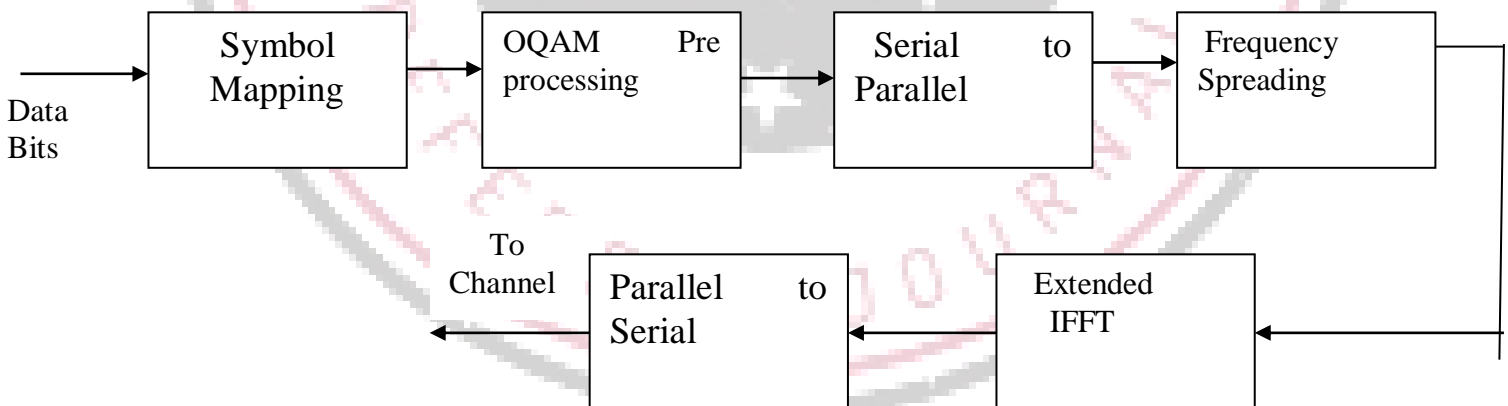 Data
Bits
Symbol
Mapping
OQAM Pre
processing
Serial to
Parallel
Frequency
Spreading
To
Channel
Parallel to
Serial
Extended
IFFT